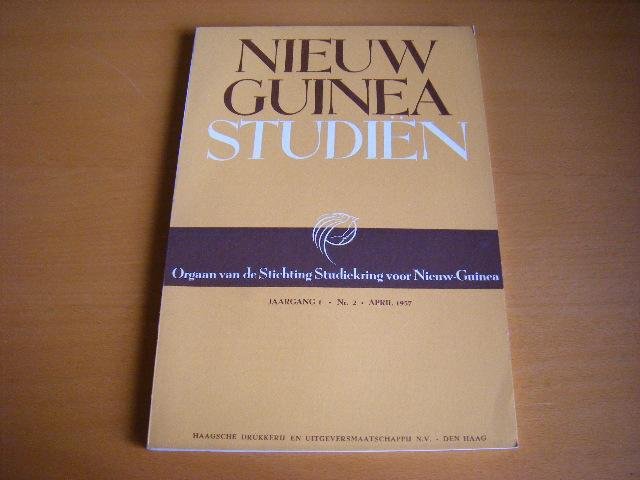 NIEUW
GUINEA
STUDIËN
Orgaan van de Stichting Studiekring voor Nieuw-Guinea
JAARGANG 1 • Nr. 2 • APRIL 1957
HAAGSCHE DRUKKERIJ EN UITGEVERSMAATSCHAPPIJ N.V. - DEN HAAG